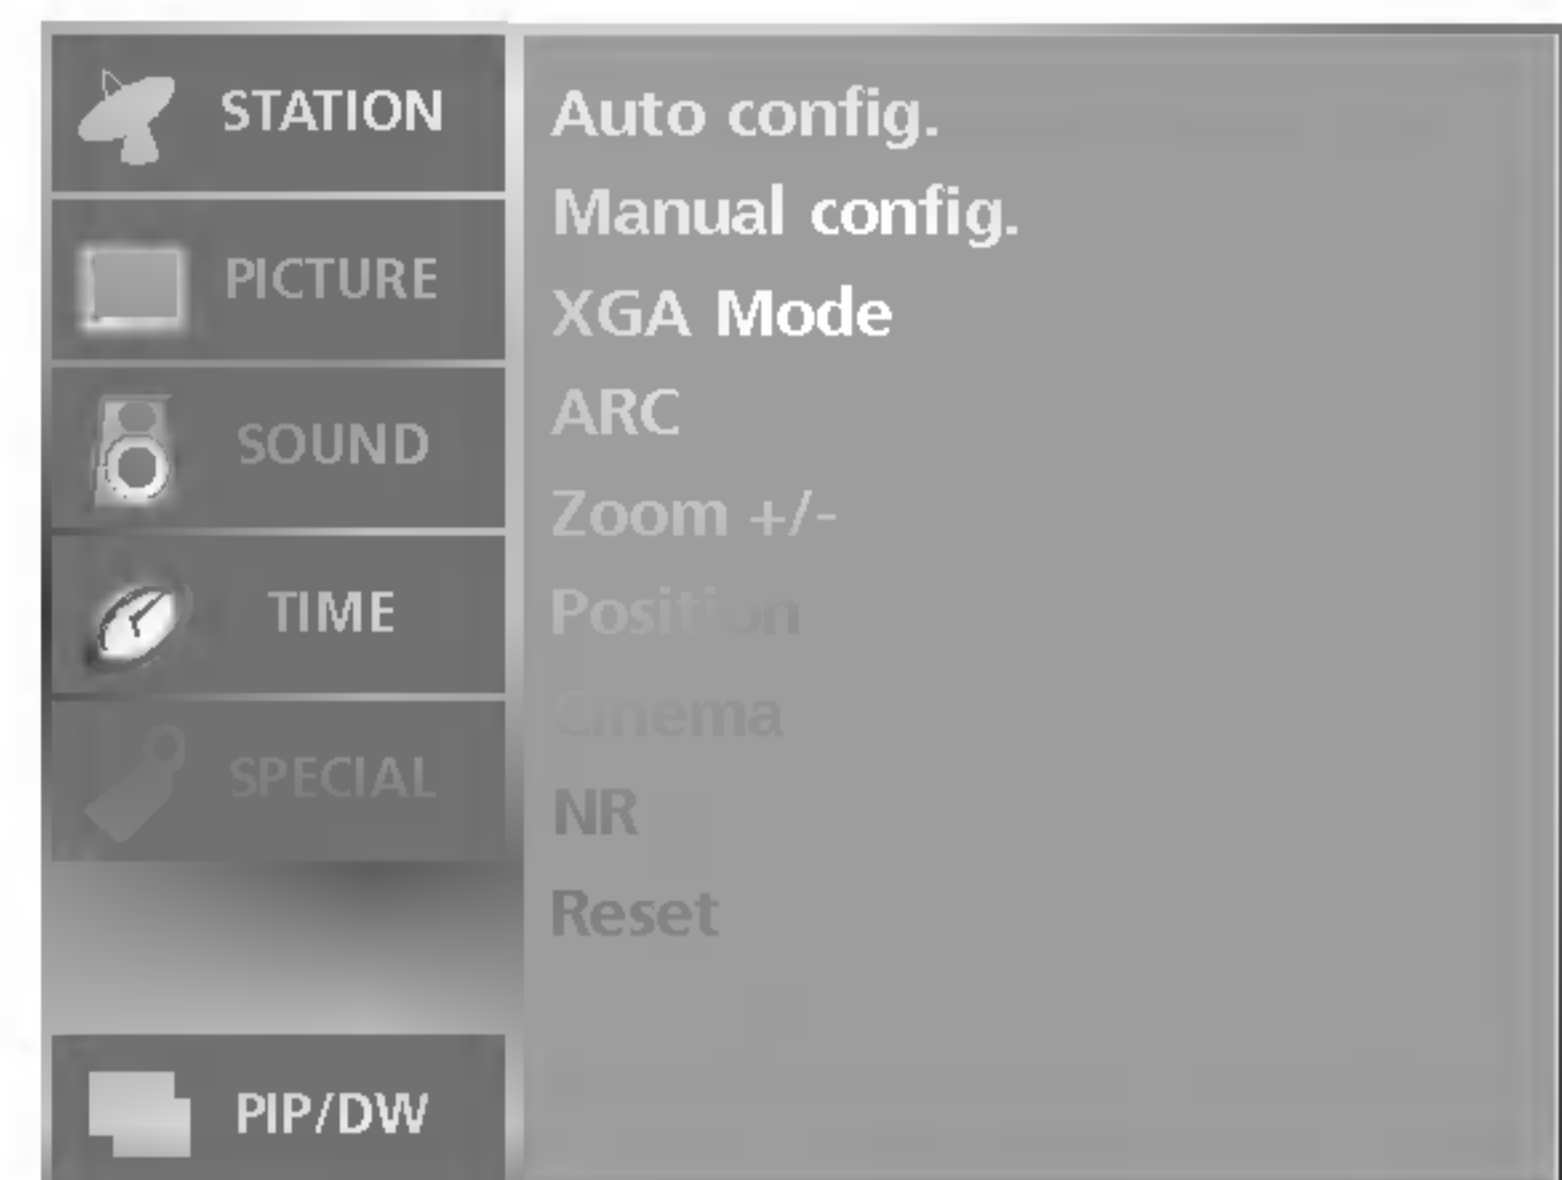 STATION
PICTURE
SOUND
TIME
SPECIAL
PIP/DW
Auto config.
Manual config.
XGA Mode
ARC
Zoom +/-
Position
Cinema
NR
Reset